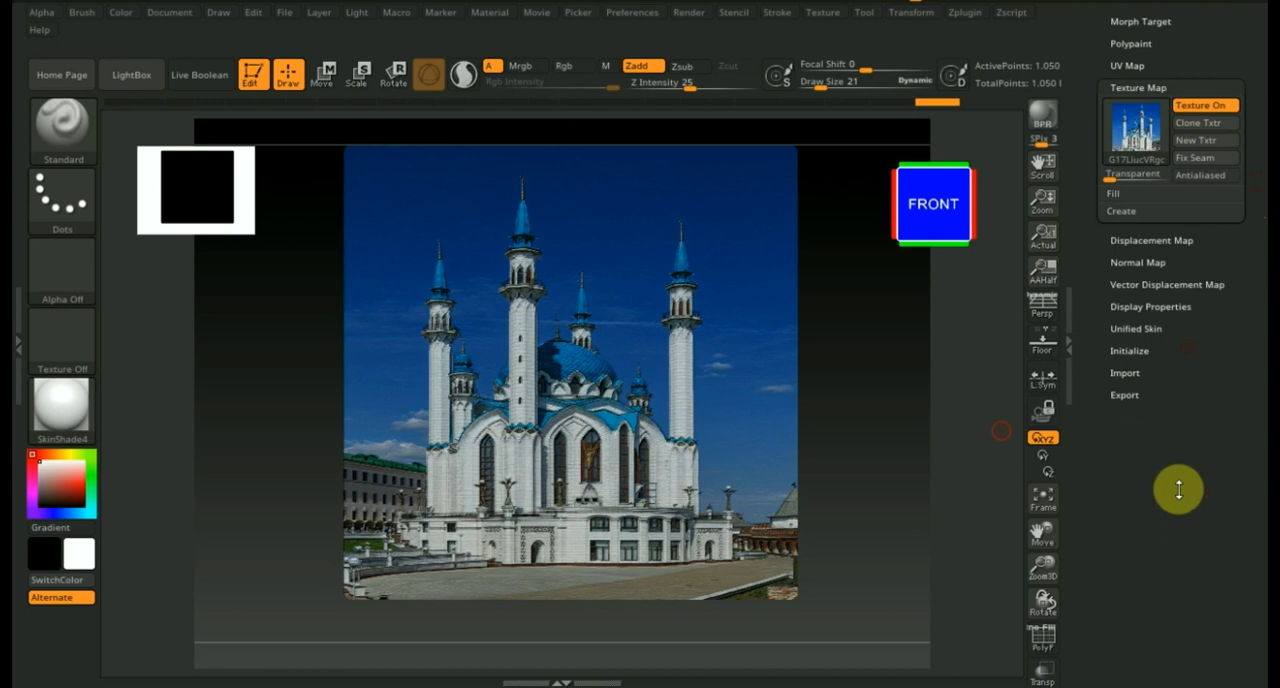 Alpha Brush Color Document Draw Edit File Layer Light Macro Marker Material Movie Picker Preferences Render Stencil Stroke Texture Tool Transform Zplugin Zscript
Help
Home Page
LightBox
Live Boolean
Edit
Draw
Move
Scale
Rotate
A
Mrgb
Rgb
M
Rgb Intensity
Zadd
Zsub
Zcut
Z Intensity 25
Focal Shift 0
Draw Size 21
Dynamic
S
D
ActivePoints: 1.050
TotalPoints: 1.050
Standard
Dots
Alpha Off
Texture Off
SkinShade4
Gradient
SwitchColor
Alternate
FRONT
BPR
SPix 3
Scroll
Zoom
Actual
AAHalf
Dynamic
Persp
Floor
L.Sym
XYZ
Y
Z
Frame
Move
Zoom3D
Rotate
PolyF
Transp
Morph Target
Polypaint
UV Map
Texture Map
Texture On
Clone Txtr
New Txtr
G17LiucVRgc
Fix Seam
Transparent
Antialiased
Fill
Create
Displacement Map
Normal Map
Vector Displacement Map
Display Properties
Unified Skin
Initialize
Import
Export